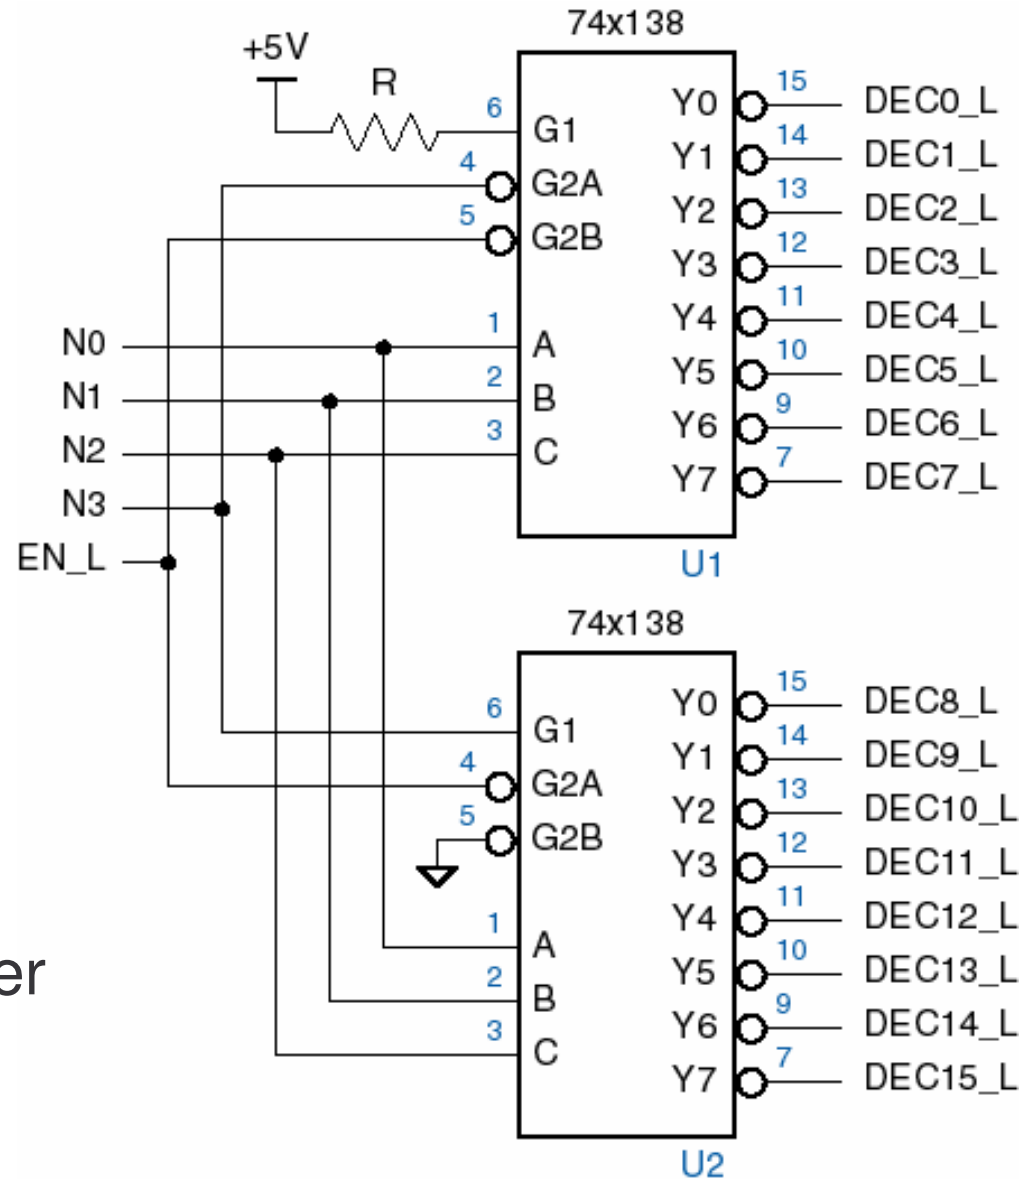 74x138
+5V
R
6
G1
4
G2A
5
G2B
N0
1
A
N1
2
B
N2
3
C
N3
EN_L
Y0
15
DEC0_L
Y1
14
DEC1_L
Y2
13
DEC2_L
Y3
12
DEC3_L
Y4
11
DEC4_L
Y5
10
DEC5_L
Y6
9
DEC6_L
Y7
7
DEC7_L
U1
74x138
6
G1
4
G2A
5
G2B
1
A
2
B
3
C
er
Y0
15
DEC8_L
Y1
14
DEC9_L
Y2
13
DEC10_L
Y3
12
DEC11_L
Y4
11
DEC12_L
Y5
10
DEC13_L
Y6
9
DEC14_L
Y7
7
DEC15_L
U2